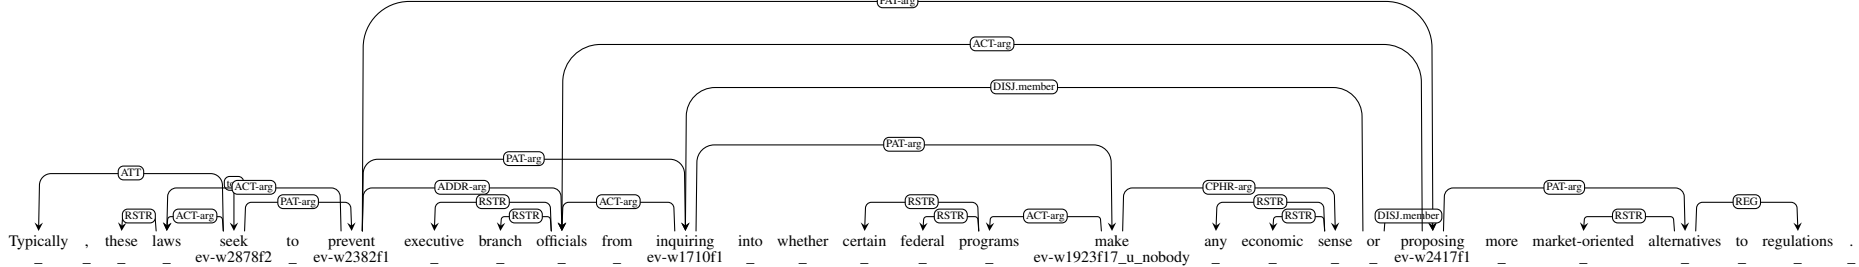 PAT-arg
ACT-arg
DISJ.member
PAT-arg
PAT-arg
ATT
ACT-arg ADDR-arg CPHR-arg PAT-arg
PAT-arg RSTR ACT-arg RSTR RSTR REG
RSTR ACT-arg RSTR RSTR ACT-arg RSTR DISJ.member RSTR
Typically , these laws seek to prevent executive branch officials from inquiring into whether certain federal programs make any economic sense or proposing more market-oriented alternatives to regulations .
_ _ _ _ ev-w2878f2 _ ev-w2382f1 _ _ _ _ ev-w1710f1 _ _ _ _ _ ev-w1923f17_u_nobody _ _ _ _ ev-w2417f1 _ _ _ _ _ _